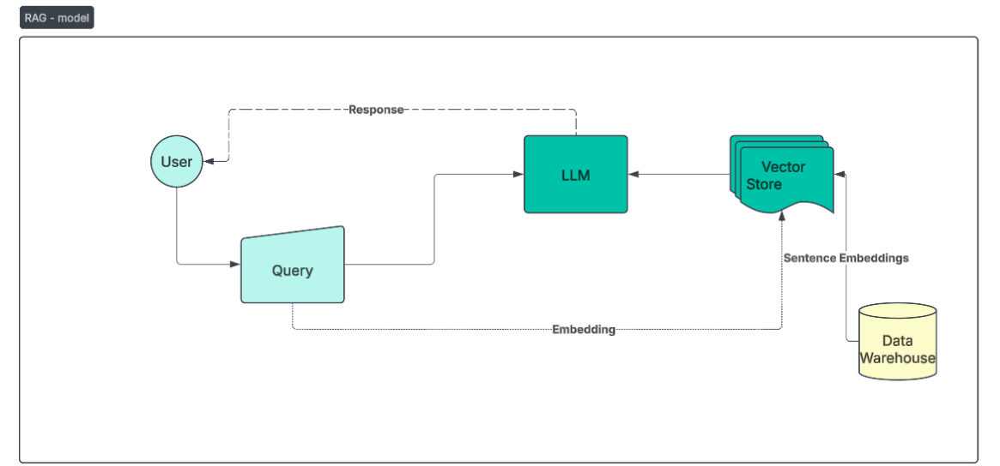 RAG - model
Response
User
LLM
Vector
Store
Query
Sentence Embeddings
Embedding
Data
Warehouse